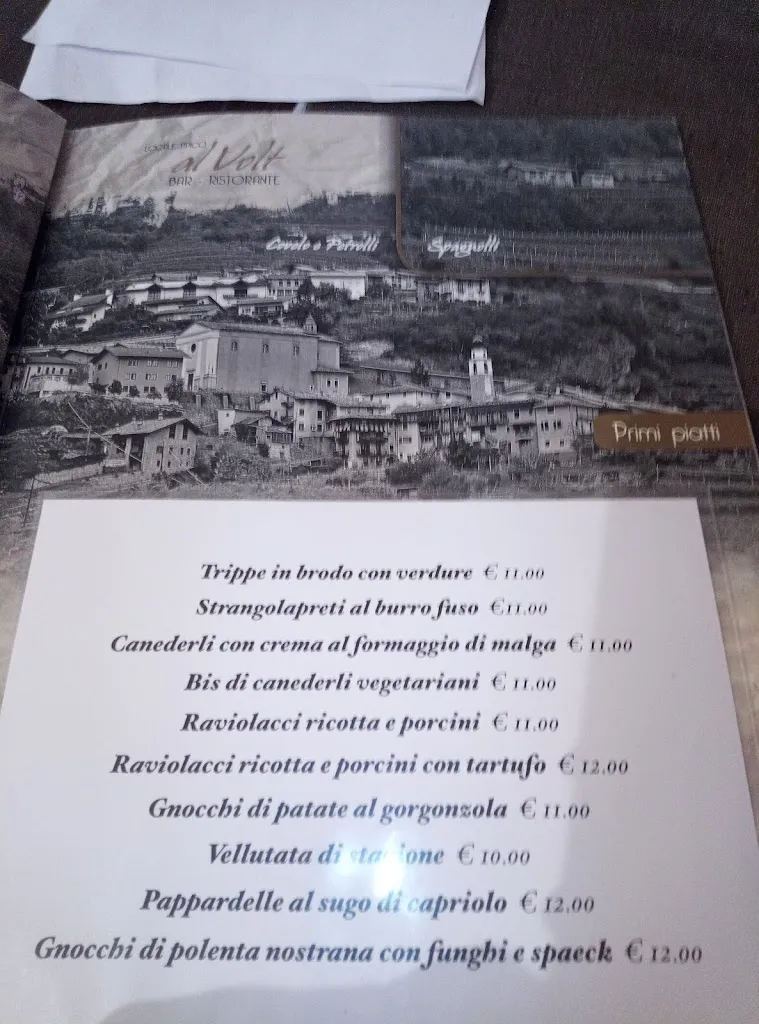 al Volt
BAR - RISTORANTE
Covelo e Petrolli
Spagnolli
Primi piatti
Trippe in brodo con verdure € 11.00
Strangolapreti al burro fuso €11.00
Canederli con crema al formaggio di malga € 11.00
Bis di canederli vegetariani € 11.00
Raviolacci ricotta e porcini € 11.00
Raviolacci ricotta e porcini con tartufo € 12.00
Gnocchi di patate al gorgonzola € 11.00
Vellutata di stagione € 10.00
Pappardelle al sugo di capriolo € 12.00
Gnocchi di polenta nostrana con funghi e spaeck € 12.00